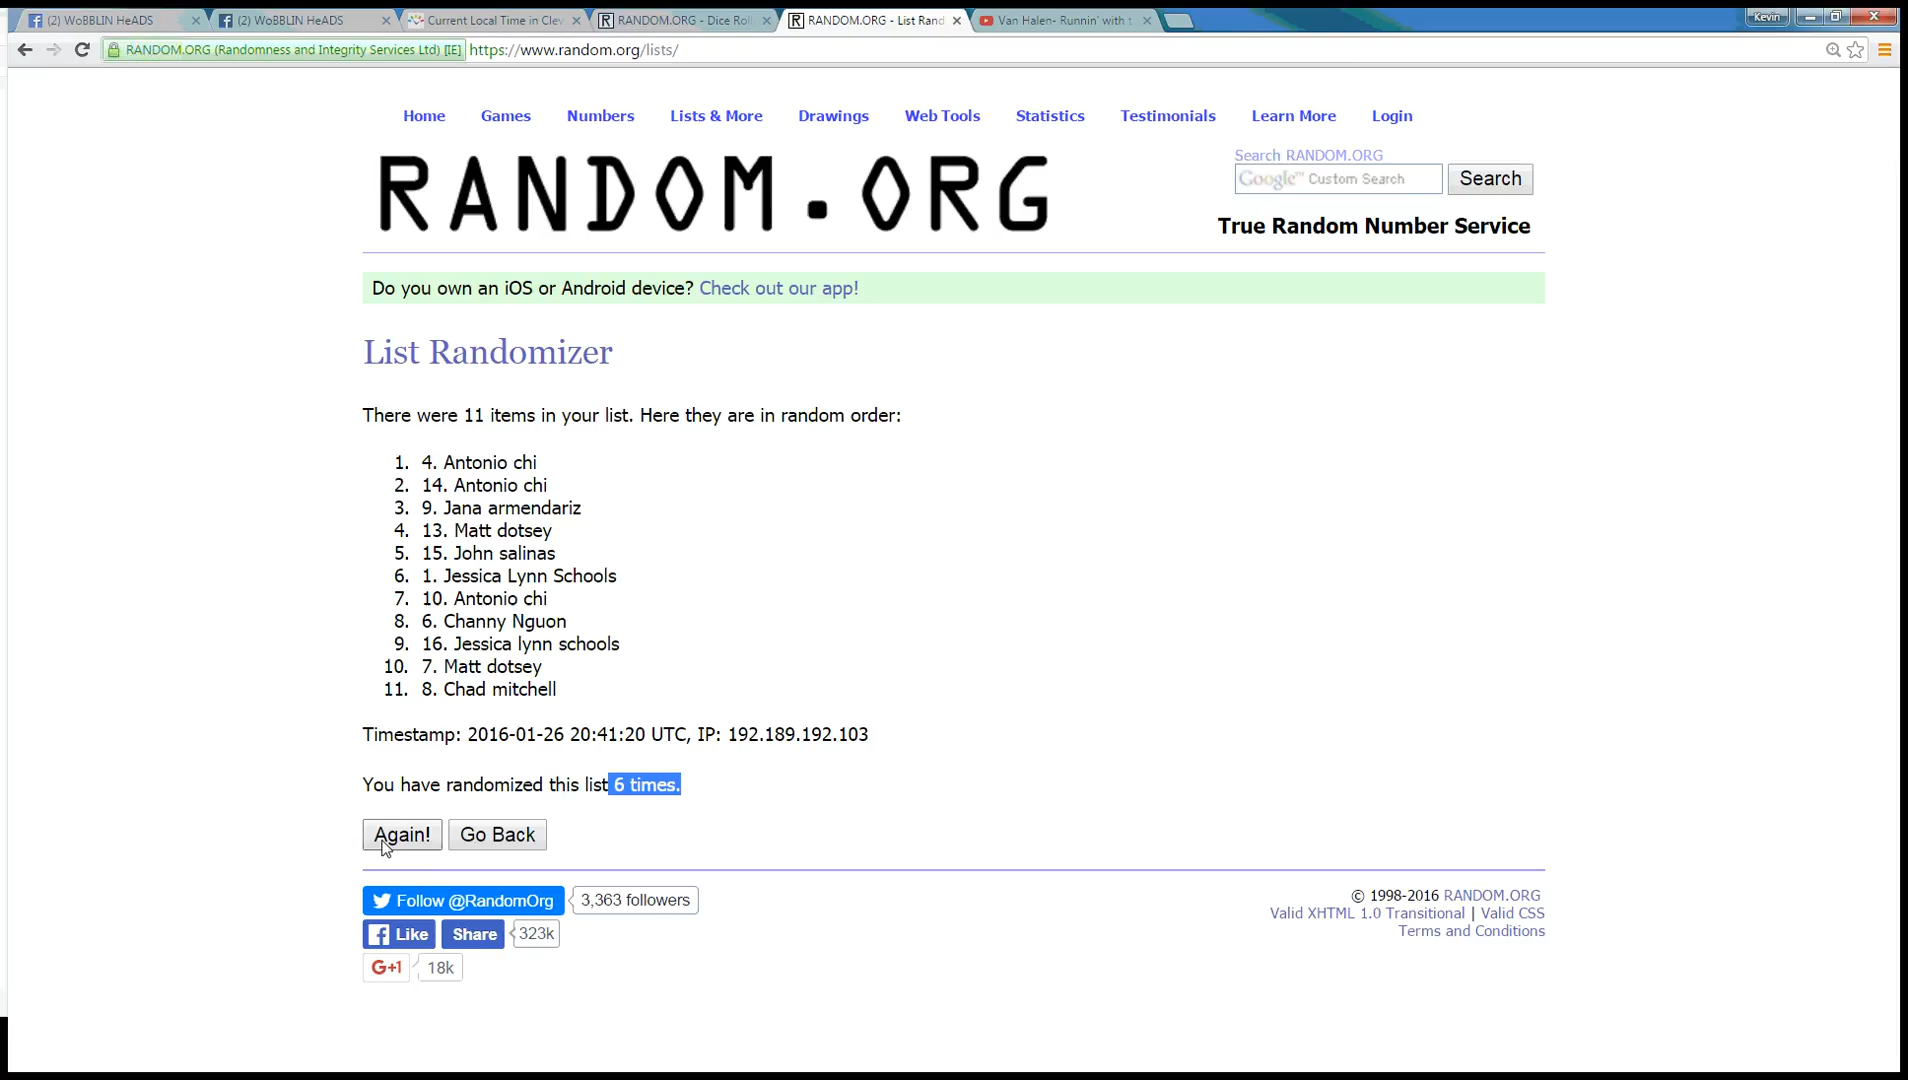 (2) WoBBLIN HeADS
(2) WoBBLIN HeADS
Current Local Time in Clev
RANDOM.ORG - Dice Roll
RANDOM.ORG - List Rand
Van Halen- Runnin' with t
Kevin
RANDOM.ORG (Randomness and Integrity Services Ltd) [IE] https://www.random.org/lists/
Home Games Numbers Lists & More Drawings Web Tools Statistics Testimonials Learn More Login
RANDOM.ORG
Search RANDOM.ORG
Google™ Custom Search Search
True Random Number Service
Do you own an iOS or Android device? Check out our app!
List Randomizer
There were 11 items in your list. Here they are in random order:
1. 4. Antonio chi
2. 14. Antonio chi
3. 9. Jana armendariz
4. 13. Matt dotsey
5. 15. John salinas
6. 1. Jessica Lynn Schools
7. 10. Antonio chi
8. 6. Channy Nguon
9. 16. Jessica lynn schools
10. 7. Matt dotsey
11. 8. Chad mitchell
Timestamp: 2016-01-26 20:41:20 UTC, IP: 192.189.192.103
You have randomized this list 6 times.
Again! Go Back
Follow @RandomOrg 3,363 followers
Like Share 323k
G+1 18k
© 1998-2016 RANDOM.ORG
Valid XHTML 1.0 Transitional | Valid CSS
Terms and Conditions